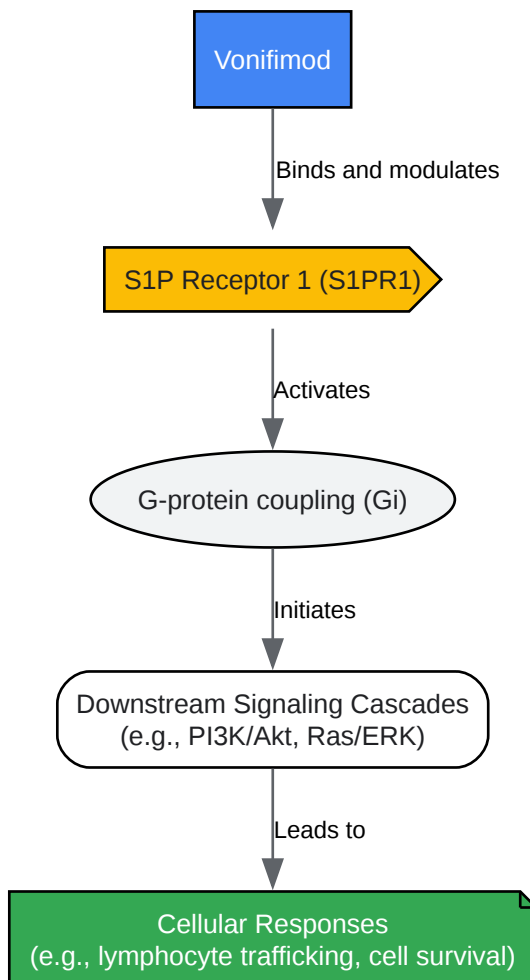 Vonifimod
Binds and modulates
S1P Receptor 1 (S1PR1)
Activates
G-protein coupling (Gi)
Initiates
Downstream Signaling Cascades
(e.g., PI3K/Akt, Ras/ERK)
Leads to
Cellular Responses
(e.g., lymphocyte trafficking, cell survival)